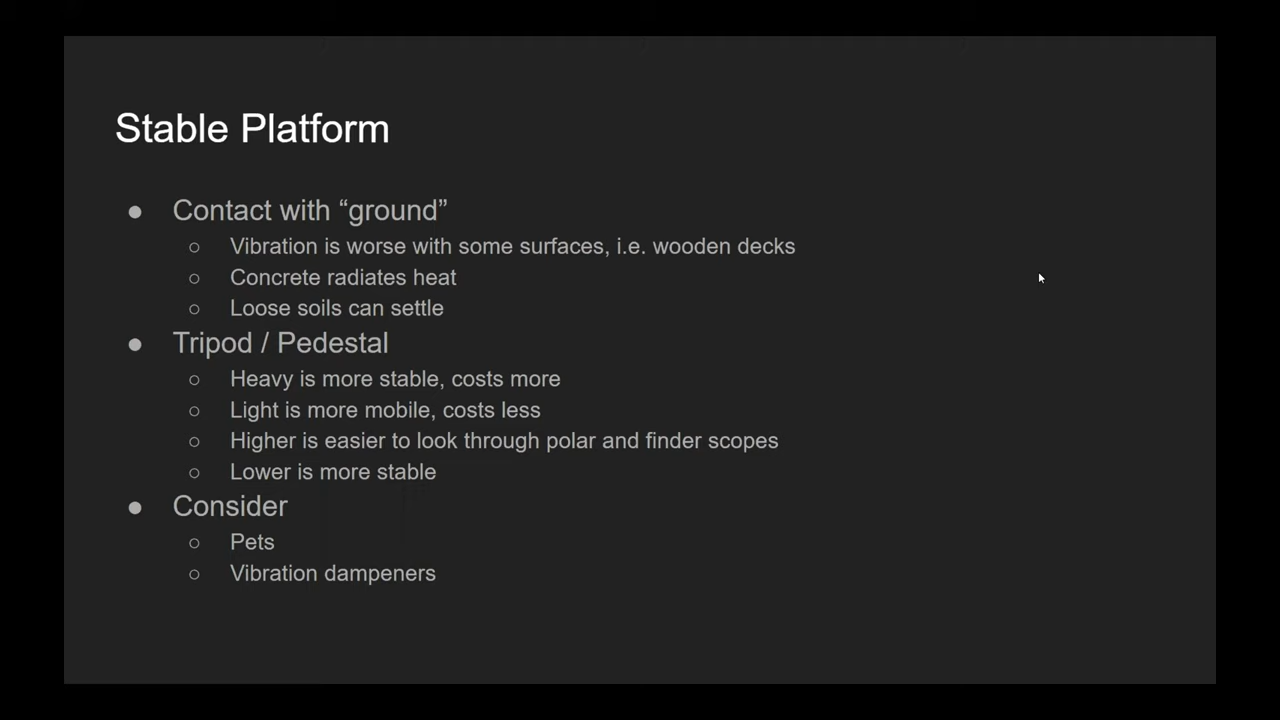 Stable Platform
● Contact with “ground”
○ Vibration is worse with some surfaces, i.e. wooden decks
○ Concrete radiates heat
○ Loose soils can settle
● Tripod / Pedestal
○ Heavy is more stable, costs more
○ Light is more mobile, costs less
○ Higher is easier to look through polar and finder scopes
○ Lower is more stable
● Consider
○ Pets
○ Vibration dampeners